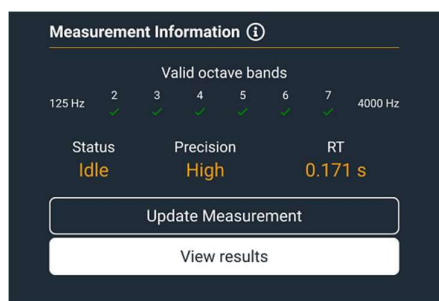 Measurement Information
Valid octave bands
125 Hz 2 3 4 5 6 7 4000 Hz
Status Precision RT
Idle High 0.171 s
Update Measurement
View results